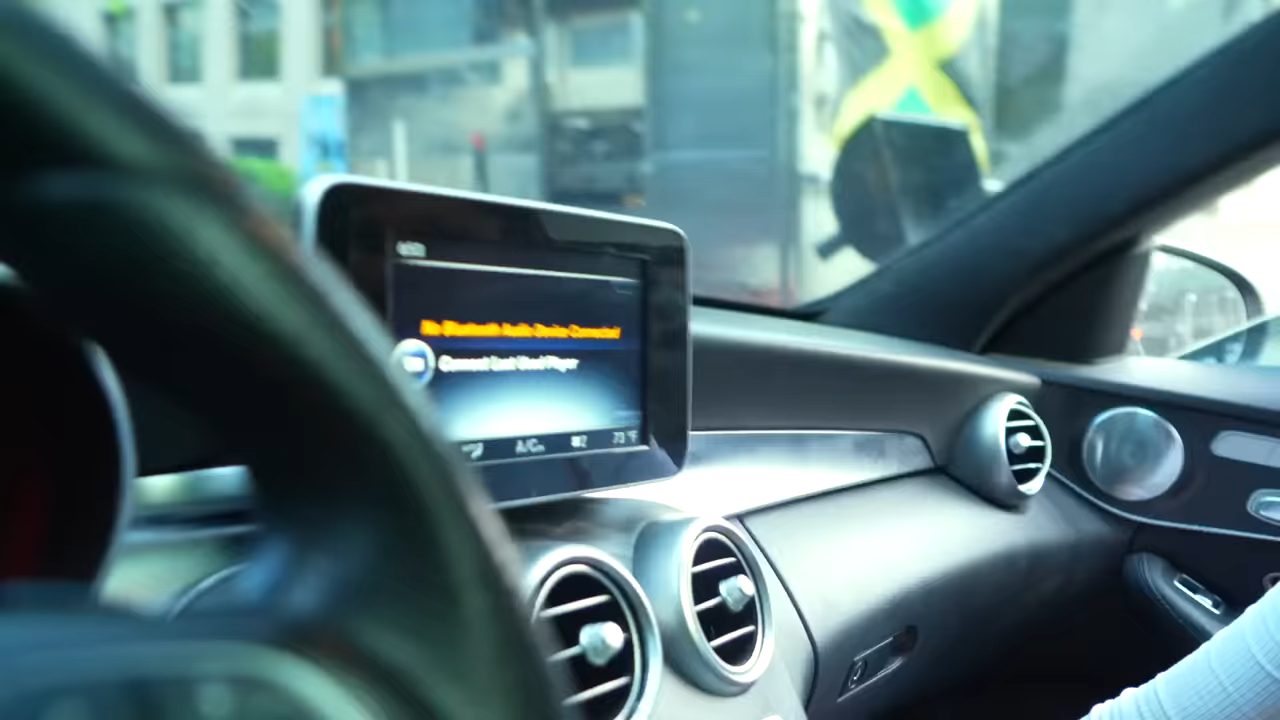 No Bluetooth Audio Device Connected
Connect Last Used Player
A/C
73 °F